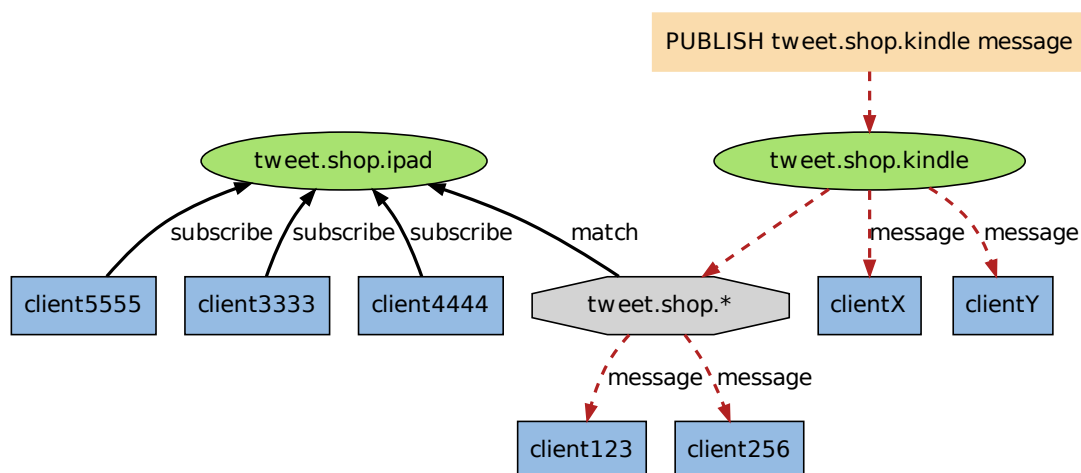 PUBLISH tweet.shop.kindle message
tweet.shop.ipad
tweet.shop.kindle
subscribe
subscribe
subscribe
match
message
message
client5555
client3333
client4444
tweet.shop.*
clientX
clientY
message
message
client123
client256